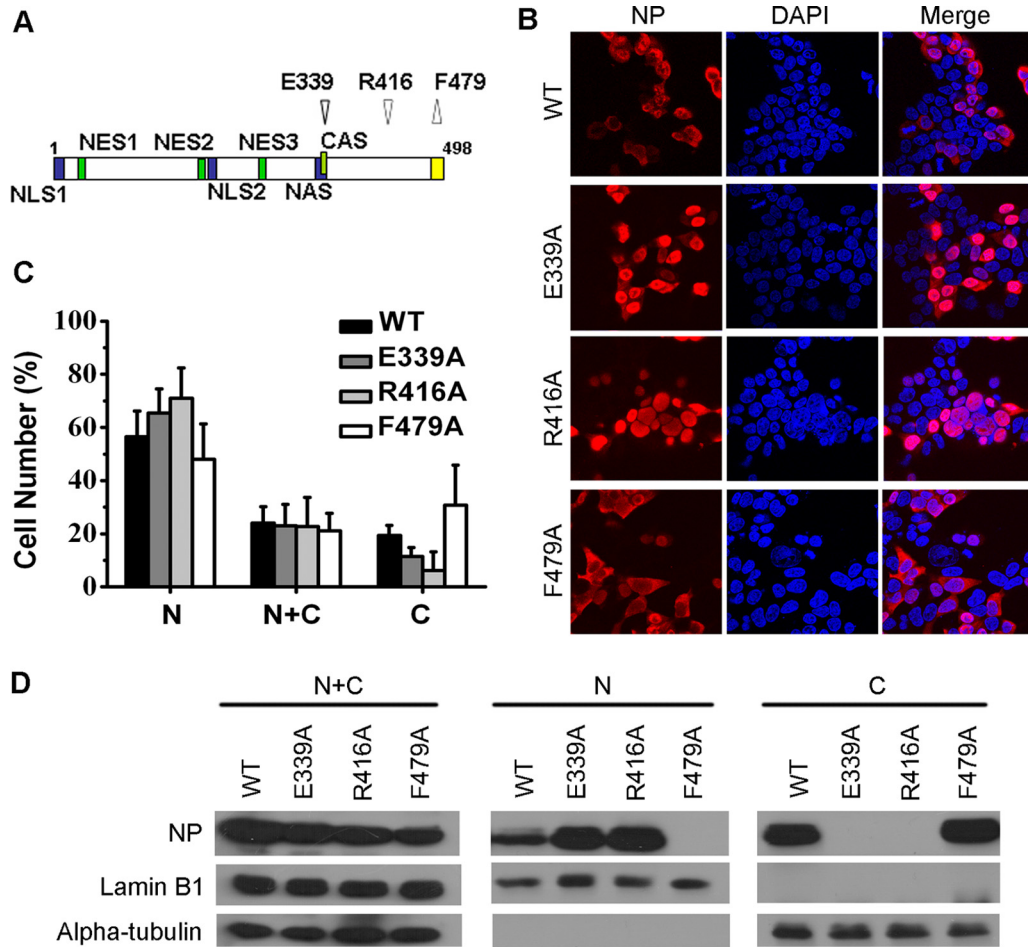 A
E339 R416 F479
1 NES1 NES2 NES3 CAS 498
NLS1 NLS2 NAS
B
NP DAPI Merge
WT
E339A
R416A
F479A
C
Cell Number (%)
100
80
60
40
20
0
WT
E339A
R416A
F479A
N N+C C
D
N+C N C
WT E339A R416A F479A WT E339A R416A F479A WT E339A R416A F479A
NP
Lamin B1
Alpha-tubulin